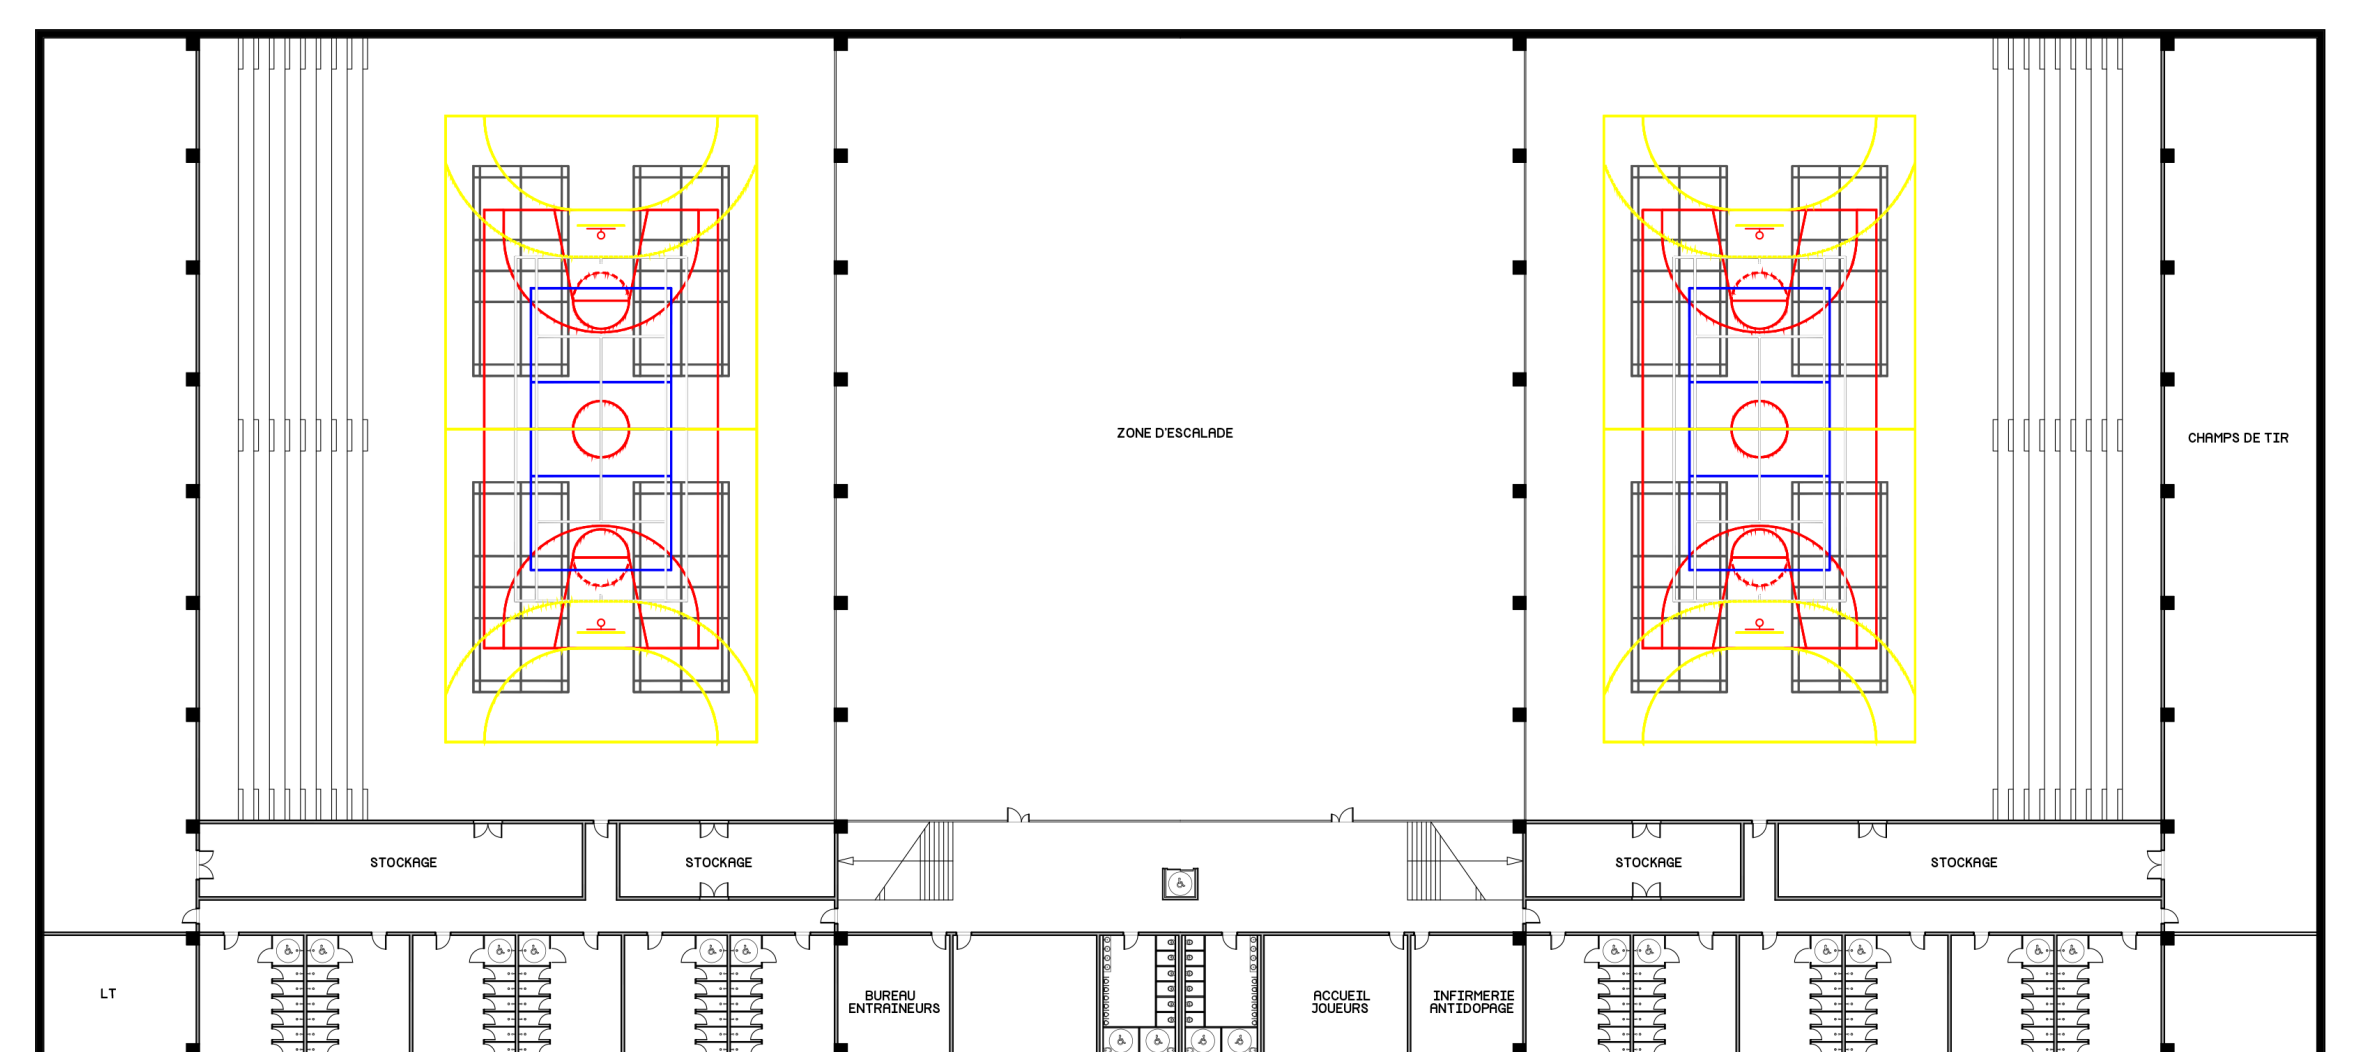 ZONE D'ESCALADE
CHAMPS DE TIR
STOCKAGE
STOCKAGE
STOCKAGE
STOCKAGE
LT
BUREAU
ENTRAINEURS
ACCUEIL
JOUEURS
INFIRMERIE
ANTIDOPAGE